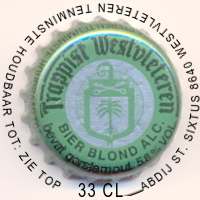 Trappist Westvleteren
BIER BLOND ALC.
bevat gerstemout. 5.8% VOL
TENMINSTE HOUDBAAR TOT: ZIE TOP
33 CL
ABDIJ ST. SIXTUS 8640 WESTVLETEREN